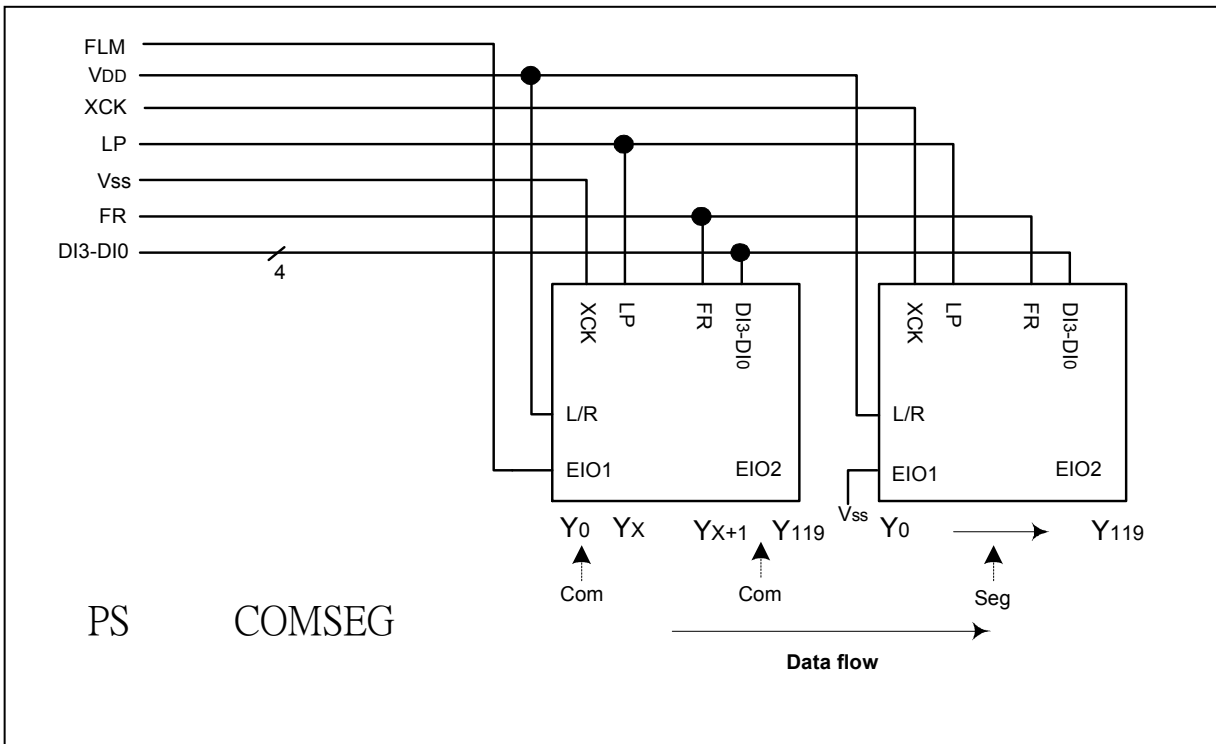 FLM
VDD
XCK
LP
Vss
FR
DI3-DI0
4
XCK LP FR DI3-DI0
XCK LP FR DI3-DI0
L/R
L/R
EIO1 EIO2
EIO1 EIO2
Vss
Y0 YX YX+1 Y119
Y0 Y119
Com Com Seg
PS COMSEG
Data flow